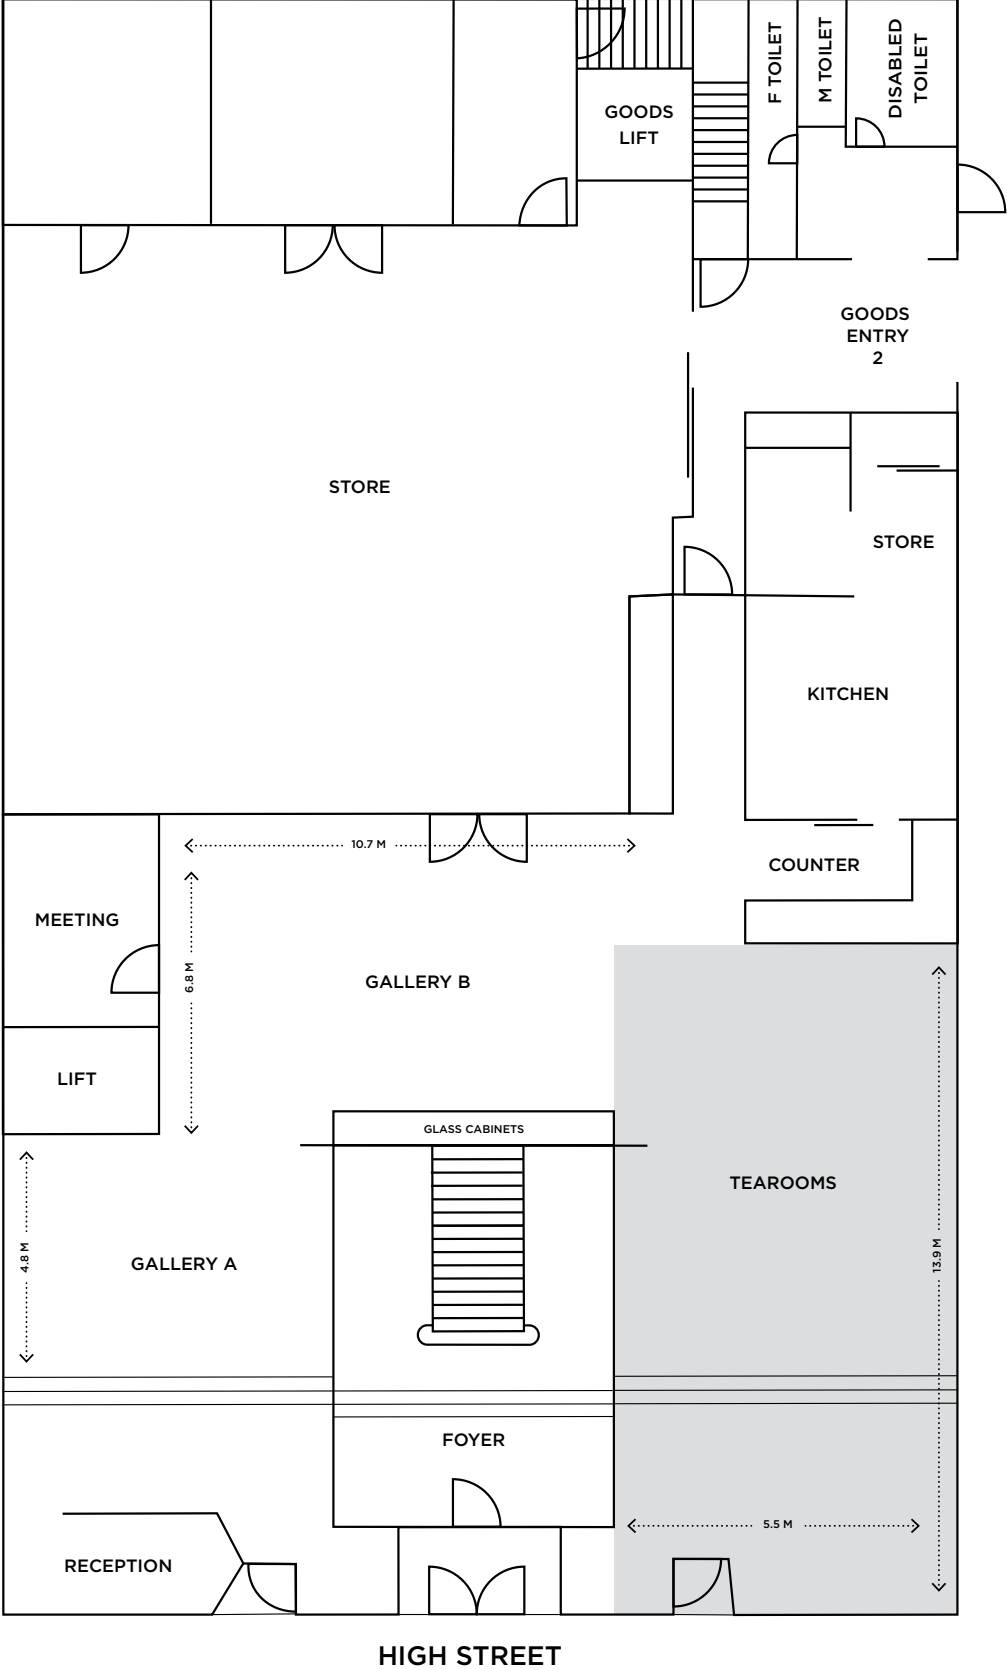 F TOILET
M TOILET
DISABLED
TOILET
GOODS
LIFT
GOODS
ENTRY
2
STORE
STORE
KITCHEN
10.7 M
COUNTER
MEETING
6.8 M
GALLERY B
LIFT
GLASS CABINETS
TEAROOMS
4.8 M
GALLERY A
13.9 M
FOYER
5.5 M
RECEPTION
HIGH STREET